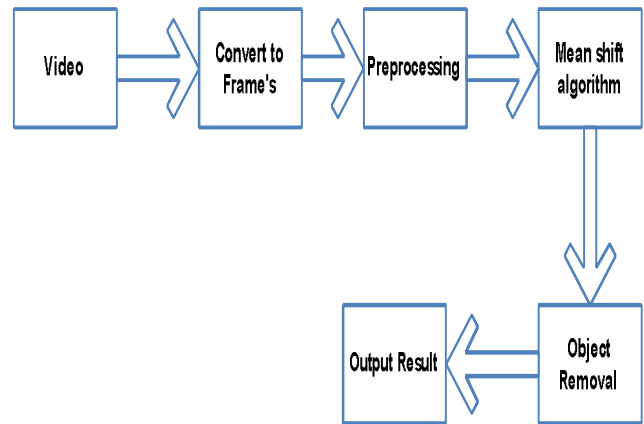 Video
Convert to
Frame's
Preprocessing
Mean shift
algorithm
Object
Removal
Output Result